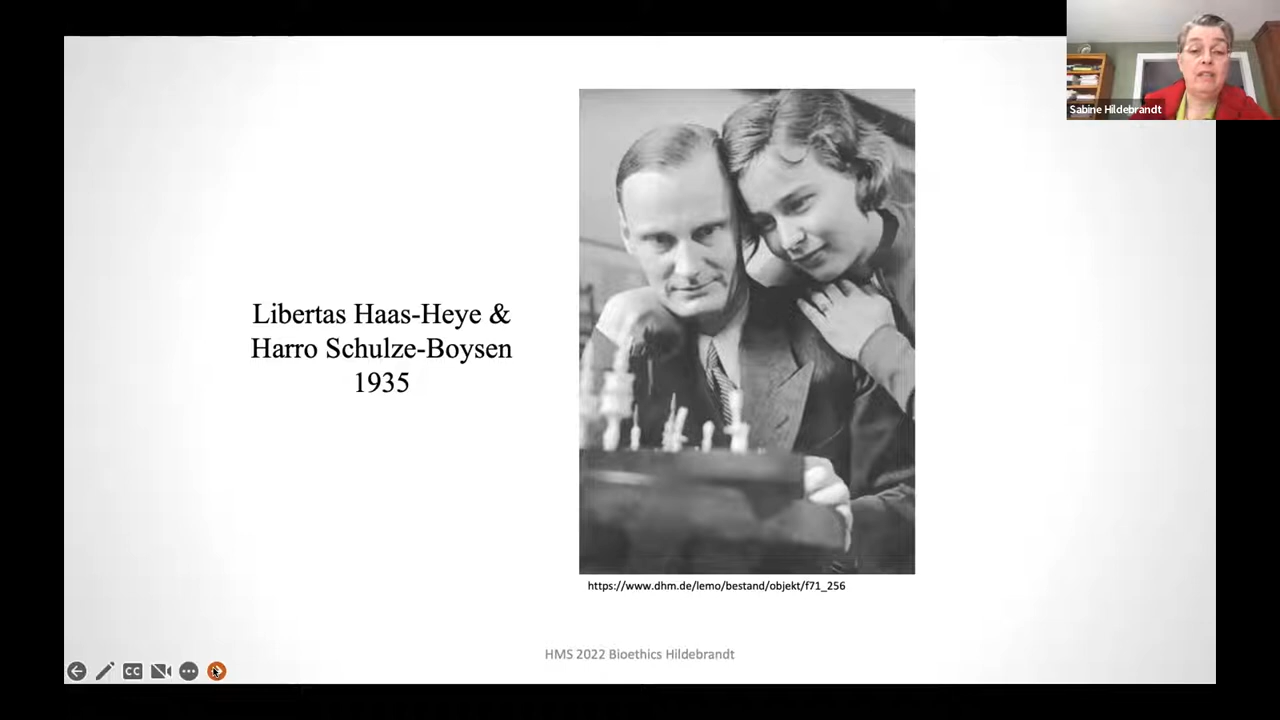 Sabine Hildebrandt
Libertas Haas-Heye &
Harro Schulze-Boysen
1935
https://www.dhm.de/lemo/bestand/objekt/f71_256
HMS 2022 Bioethics Hildebrandt
CC